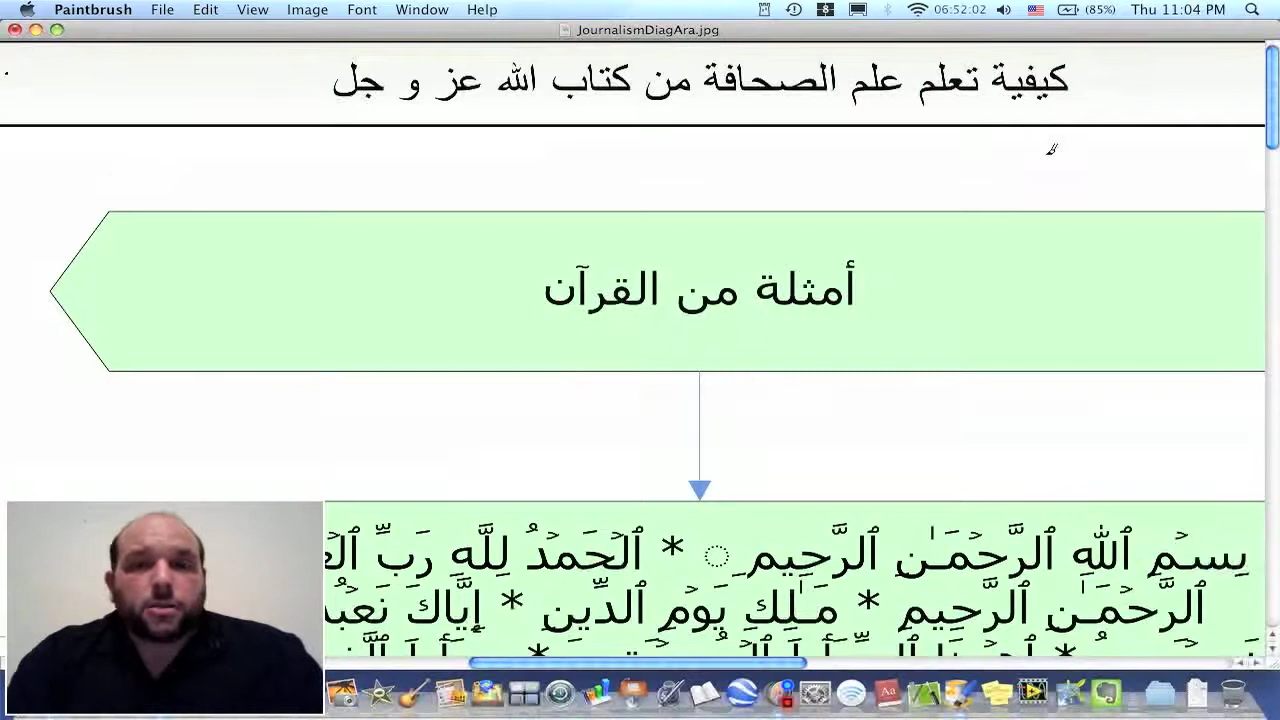 Paintbrush File Edit View Image Font Window Help 06:52:02 (85%) Thu 11:04 PM
JournalismDiagAra.jpg
كيفية تعلم علم الصحافة من كتاب الله عز و جل
أمثلة من القرآن
بِسۡمِ ٱللَّهِ ٱلرَّحۡمَـٰنِ ٱلرَّحِيمِ * ٱلۡحَمۡدُ لِلَّهِ رَبِّ
ٱلرَّحۡمَـٰنِ ٱلرَّحِيمِ * مَـٰلِكِ يَوۡمِ ٱلدِّينِ * إِيَّاكَ نَعۡبُدُ